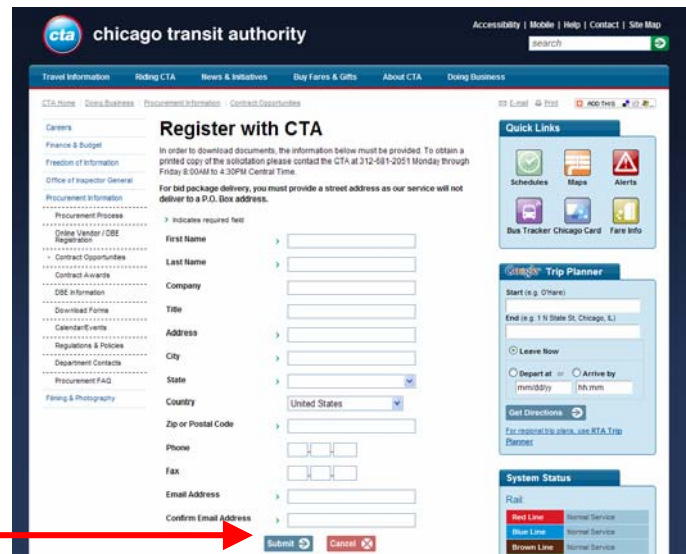 Accessibility | Mobile | Help | Contact | Site Map
cta chicago transit authority
search
Travel Information Riding CTA News & Initiatives Buy Fares & Gifts About CTA Doing Business
CTA Home Doing Business Procurement Information Contract Opportunities
E-mail Print ADD THIS
Careers
Finance & Budget
Freedom of Information
Office of Inspector General
Procurement Information
Procurement Process
Online Vendor / DBE
Registration
Contract Opportunities
Contract Awards
DBE Information
Download Forms
Calendar/Events
Regulations & Policies
Department Contacts
Procurement FAQ
Filming & Photography
Register with CTA
In order to download documents, the information below must be provided. To obtain a
printed copy of the solicitation please contact the CTA at 312-681-2051 Monday through
Friday 8:00AM to 4:30PM Central Time.
For bid package delivery, you must provide a street address as our service will not
deliver to a P.O. Box address.
Indicates required field
First Name
Last Name
Company
Title
Address
City
State
Country United States
Zip or Postal Code
Phone
Fax
Email Address
Confirm Email Address
Submit Cancel
Quick Links
Schedules Maps Alerts
Bus Tracker Chicago Card Fare Info
Google Trip Planner
Start (e.g. O'Hare)
End (e.g. 1 N State St, Chicago, IL)
Leave Now
Depart at or Arrive by
mm/dd/yy hh:mm
Get Directions
For regional trip plans, use RTA Trip
Planner
System Status
Rail:
Red Line Normal Service
Blue Line Normal Service
Brown Line Normal Service